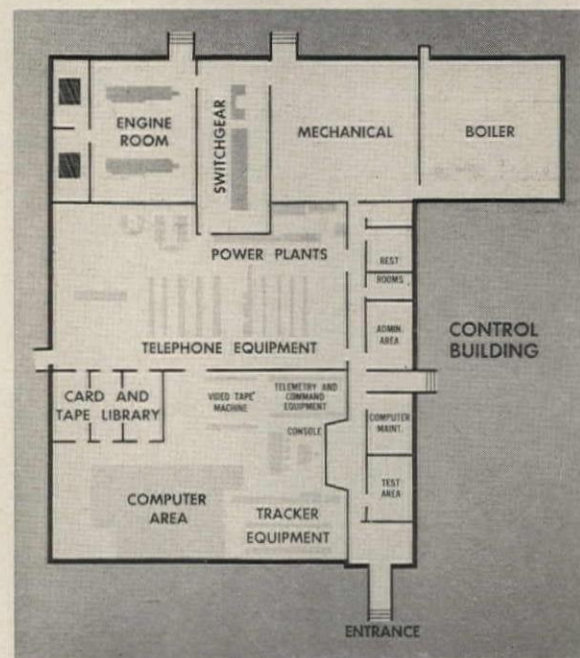 ENGINE
ROOM
SWITCHGEAR
MECHANICAL
BOILER
POWER PLANTS
REST
ROOMS
ADMIN.
AREA
CONTROL
BUILDING
TELEPHONE EQUIPMENT
CARD AND
TAPE LIBRARY
VIDEO TAPE
MACHINE
TELEMETRY AND
COMMAND
EQUIPMENT
CONSOLE
COMPUTER
MAINT.
TEST
AREA
COMPUTER
AREA
TRACKER
EQUIPMENT
ENTRANCE